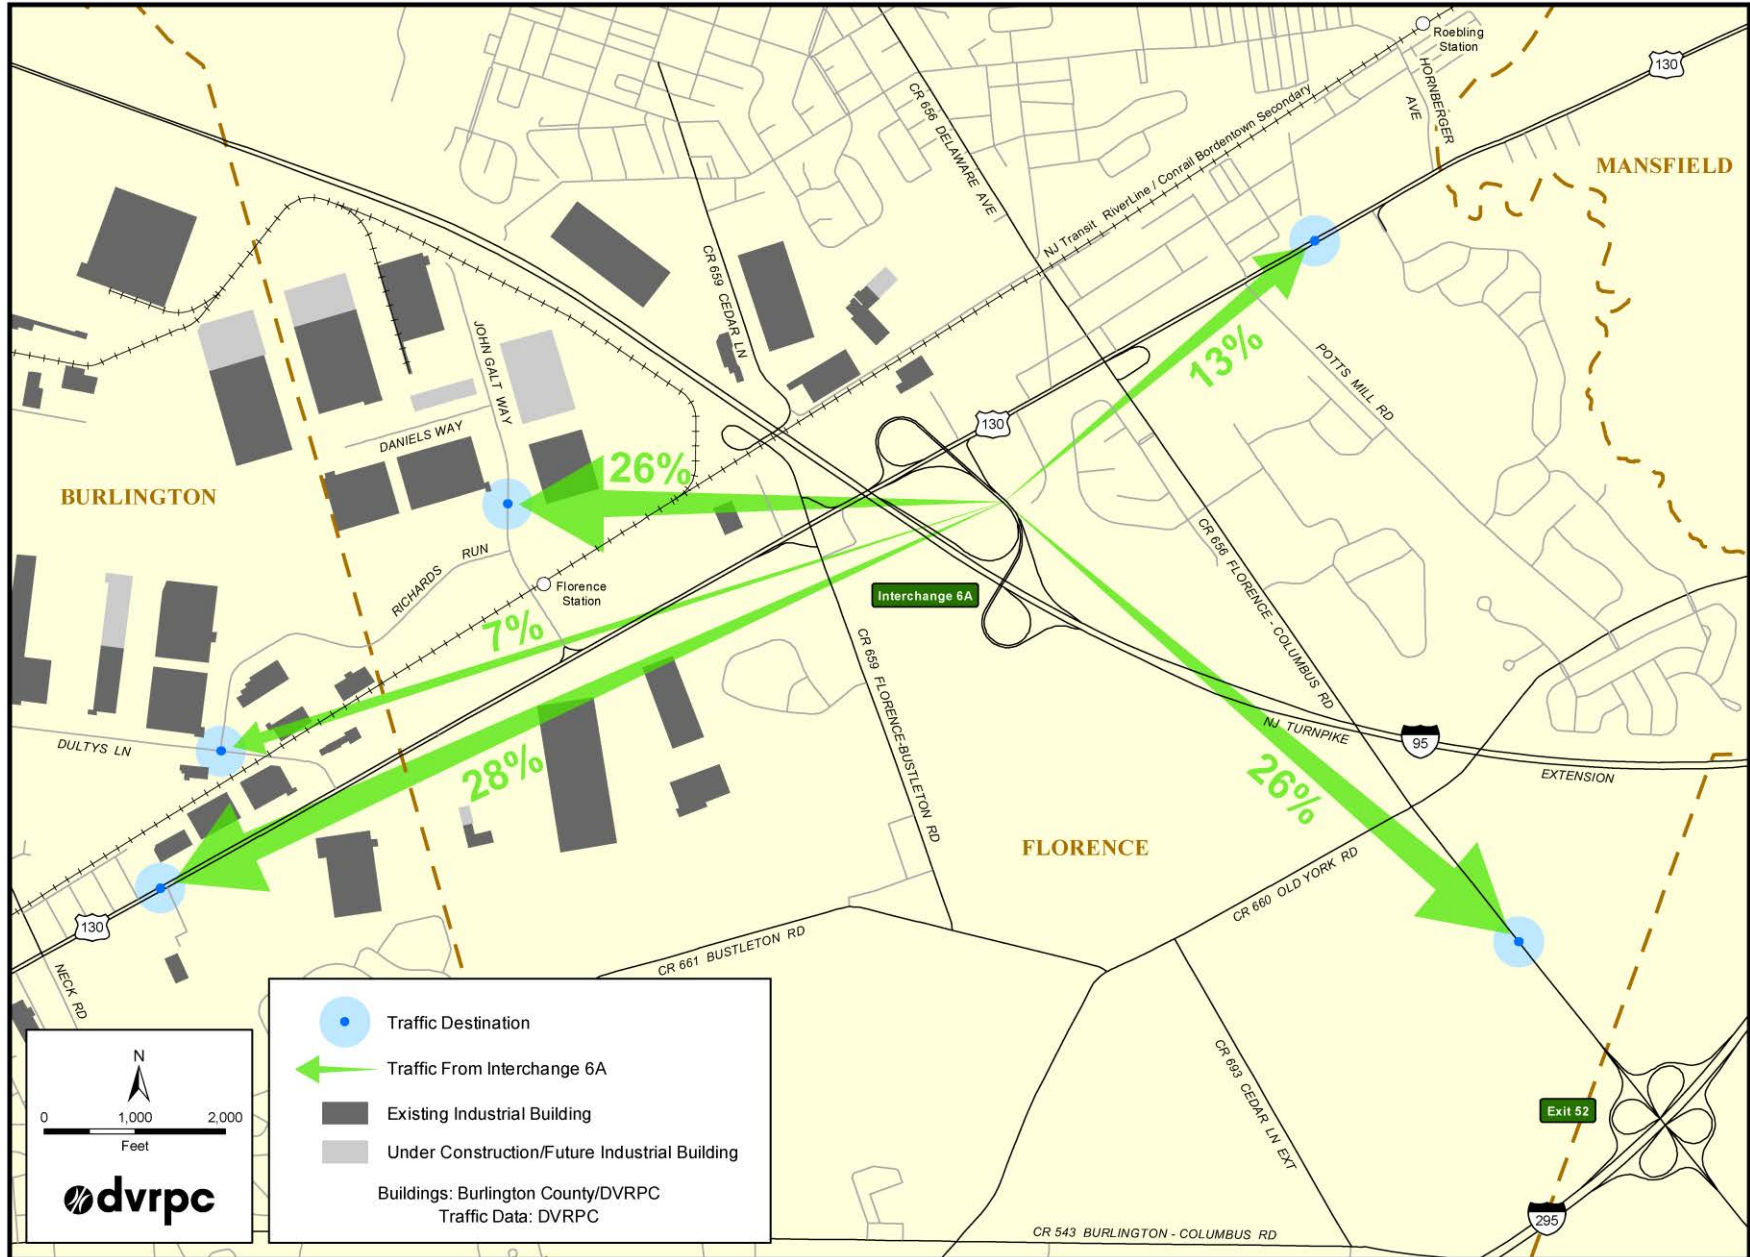 Roebling
Station
130
HORNBERGER
AVE
MANSFIELD
CR 656 DELAWARE AVE
NJ Transit RiverLine / Conrail Bordentown Secondary
CR 659 CEDAR LN
JOHN GALT WAY
13%
POTTS MILL RD
130
DANIELS WAY
26%
BURLINGTON
RICHARDS RUN
Florence
Station
Interchange 6A
CR 656 FLORENCE - COLUMBUS RD
7%
CR 659 FLORENCE-BUSTLETON RD
DULTYS LN
28%
NJ TURNPIKE
95
EXTENSION
26%
FLORENCE
CR 660 OLD YORK RD
130
NECK RD
CR 661 BUSTLETON RD
CR 693 CEDAR LN EXT
Exit 52
295
CR 543 BURLINGTON - COLUMBUS RD
Traffic Destination
Traffic From Interchange 6A
Existing Industrial Building
Under Construction/Future Industrial Building
Buildings: Burlington County/DVRPC
Traffic Data: DVRPC
N
0 1,000 2,000
Feet
dvrpc